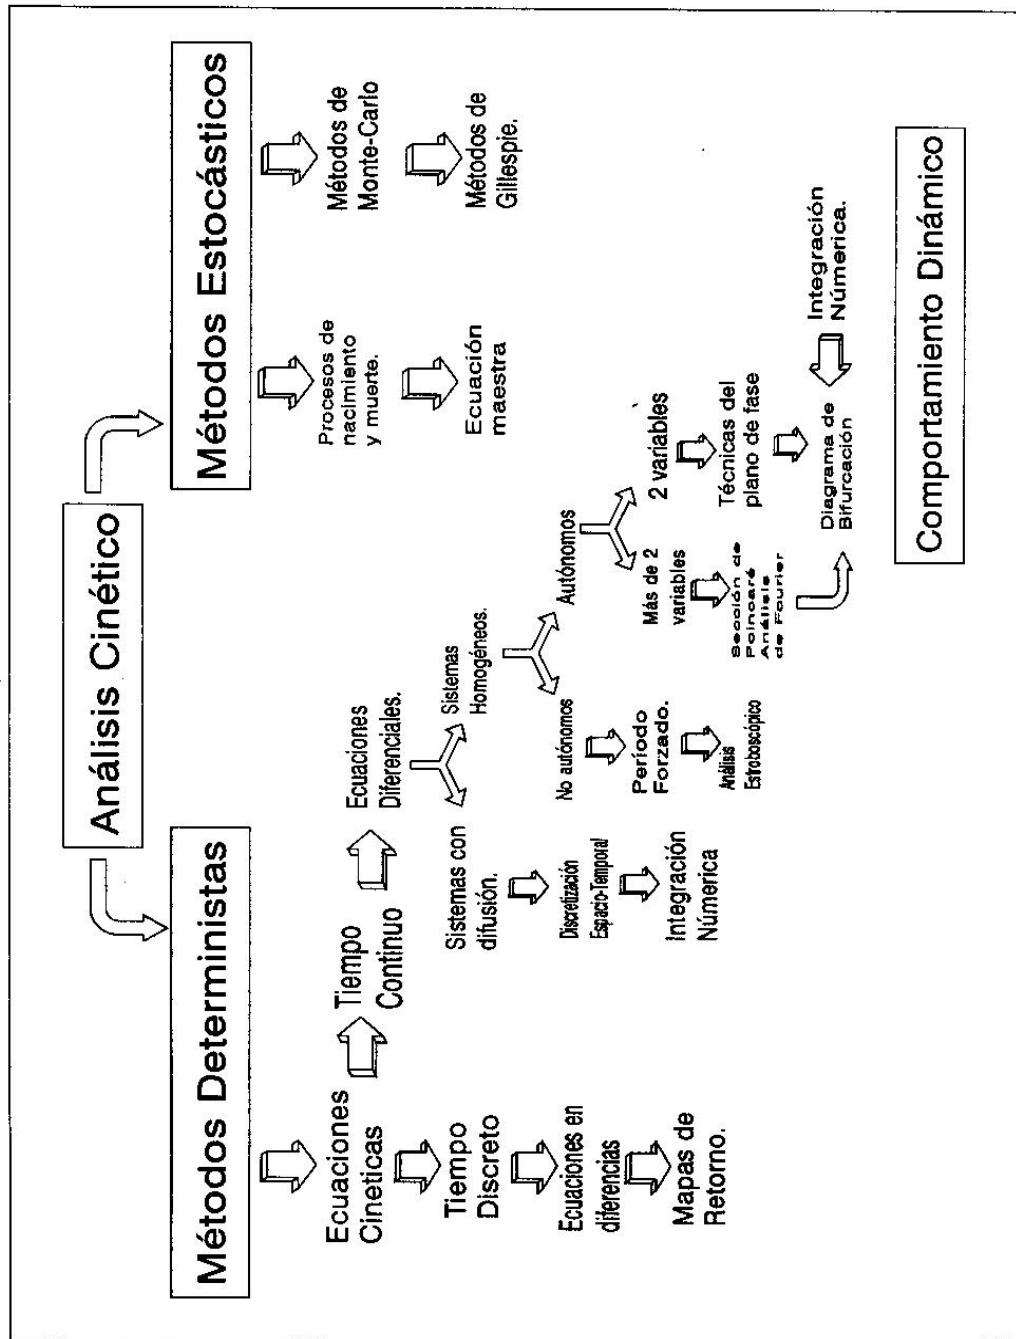 Análisis Cinético
Métodos Deterministas
Métodos Estocásticos
Ecuaciones
Cineticas
Tiempo
Continuo
Ecuaciones
Diferenciales.
Tiempo
Discreto
Ecuaciones en
diferencias
Mapas de
Retorno.
Sistemas con
difusión.
Discretización
Espacio-Temporal
Integración
Númerica
Sistemas
Homogéneos.
No autónomos
Período
Forzado.
Análisis
Estroboscópico
Autónomos
Más de 2
variables
Sección de
Poincaré
Análisis
de Fourier
2 variables
Técnicas del
plano de fase
Diagrama de
Bifurcación
Integración
Númerica.
Procesos de
nacimiento
y muerte.
Ecuación
maestra
Métodos de
Monte-Carlo
Métodos de
Gillespie.
Comportamiento Dinámico